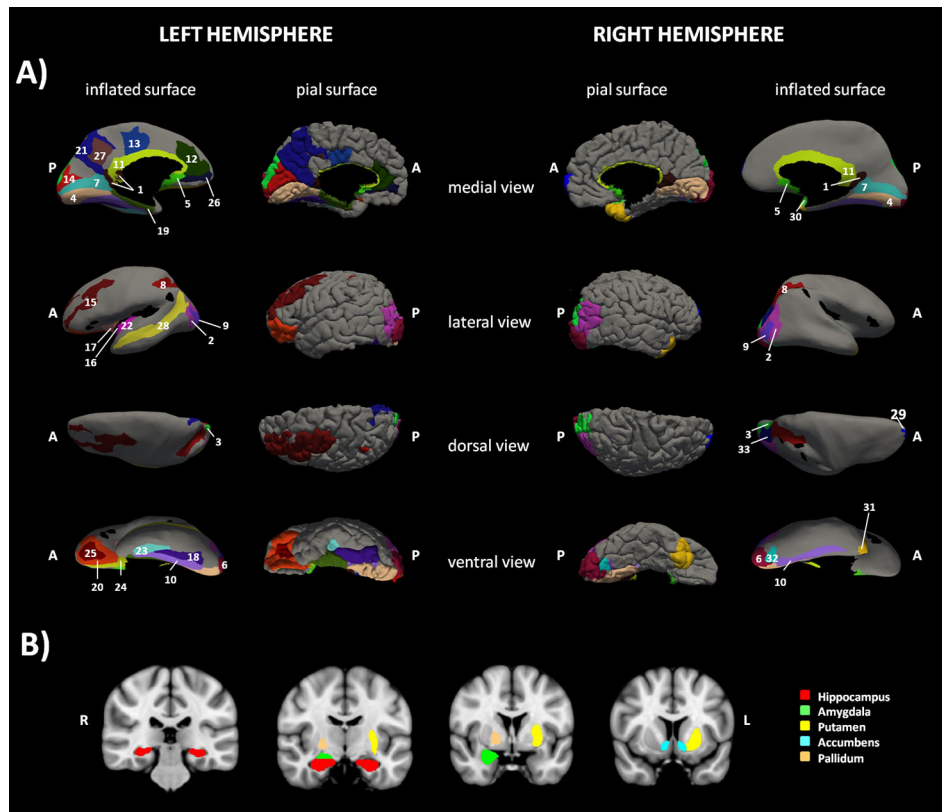 LEFT HEMISPHERE RIGHT HEMISPHERE
A)
inflated surface pial surface pial surface inflated surface
21 13 27 11 12 P 14 7 4 1 5 26 19 A
medial view
A P 11 1 7 5 4 30
15 8 A 22 28 9 17 2 16 P
lateral view
P 8 A 9 2
A 3 P
dorsal view
P 29 3 A 33
A 25 23 18 6 10 20 24 P
ventral view
P 31 6 32 A 10
B)
R L
Hippocampus
Amygdala
Putamen
Accumbens
Pallidum